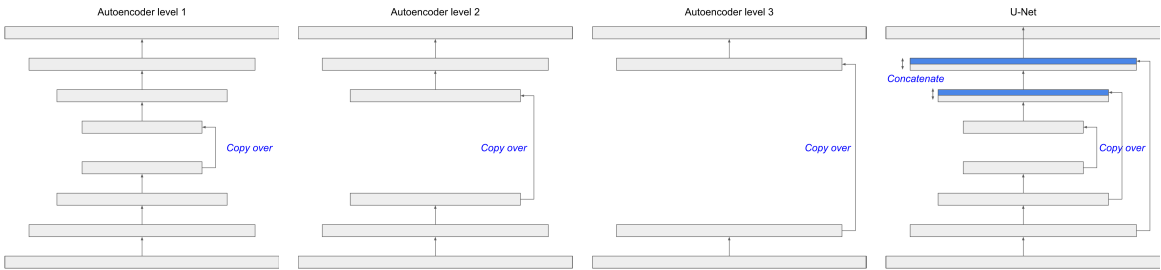 Autoencoder level 1
Autoencoder level 2
Autoencoder level 3
U-Net
Concatenate
Copy over
Copy over
Copy over
Copy over